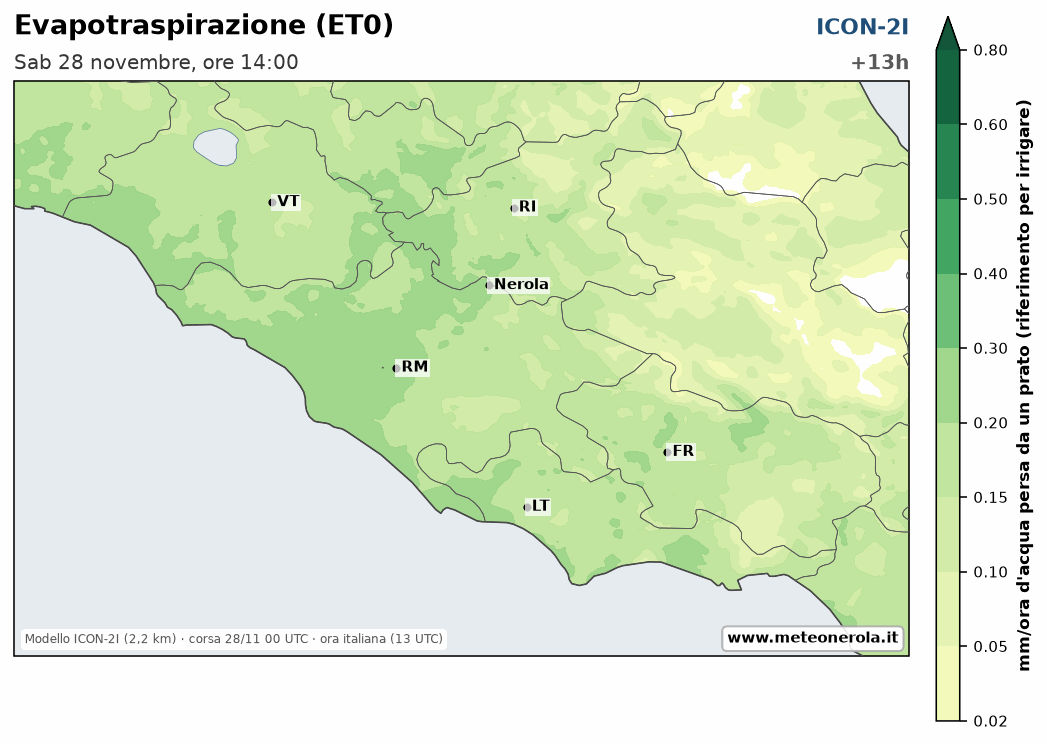 Evapotraspirazione (ET0)
ICON-2I
Sab 28 novembre, ore 14:00
+13h
VT
RI
Nerola
RM
FR
LT
Modello ICON-2I (2,2 km) · corsa 28/11 00 UTC · ora italiana (13 UTC)
www.meteonerola.it
0.80
0.60
0.50
0.40
0.30
0.20
0.15
0.10
0.05
0.02
mm/ora d'acqua persa da un prato (riferimento per irrigare)